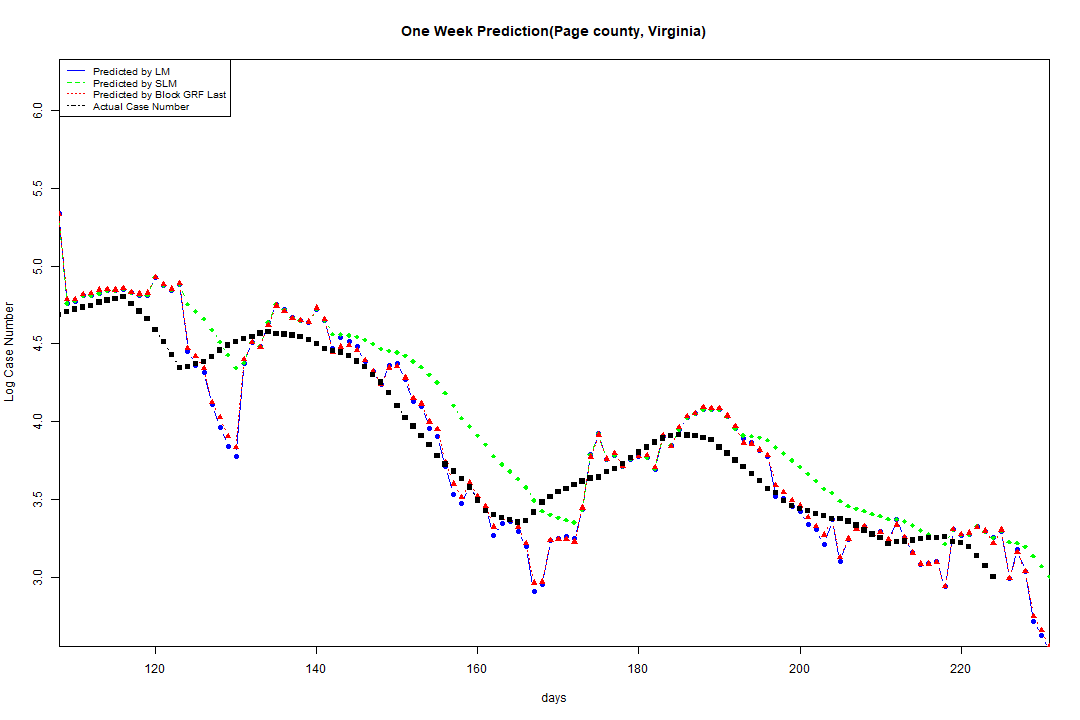 One Week Prediction(Page county, Virginia)
Predicted by LM
Predicted by SLM
Predicted by Block GRF Last
Actual Case Number
Log Case Number
6.0
5.5
5.0
4.5
4.0
3.5
3.0
120 140 160 180 200 220
days